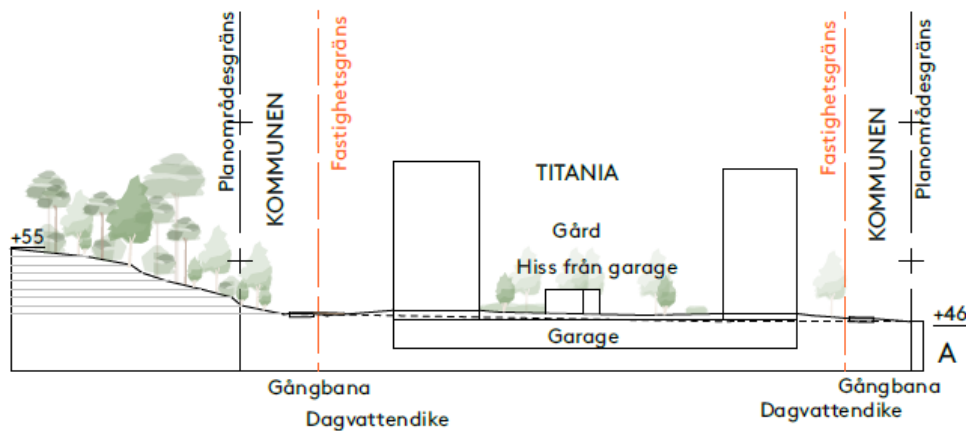 Planområdesgräns
KOMMUNEN
Fastighetsgräns
TITANIA
Fastighetsgräns
KOMMUNEN
Planområdesgräns
+55
Gård
Hiss från garage
+46
Garage
A
Gångbana
Gångbana
Dagvattendike
Dagvattendike